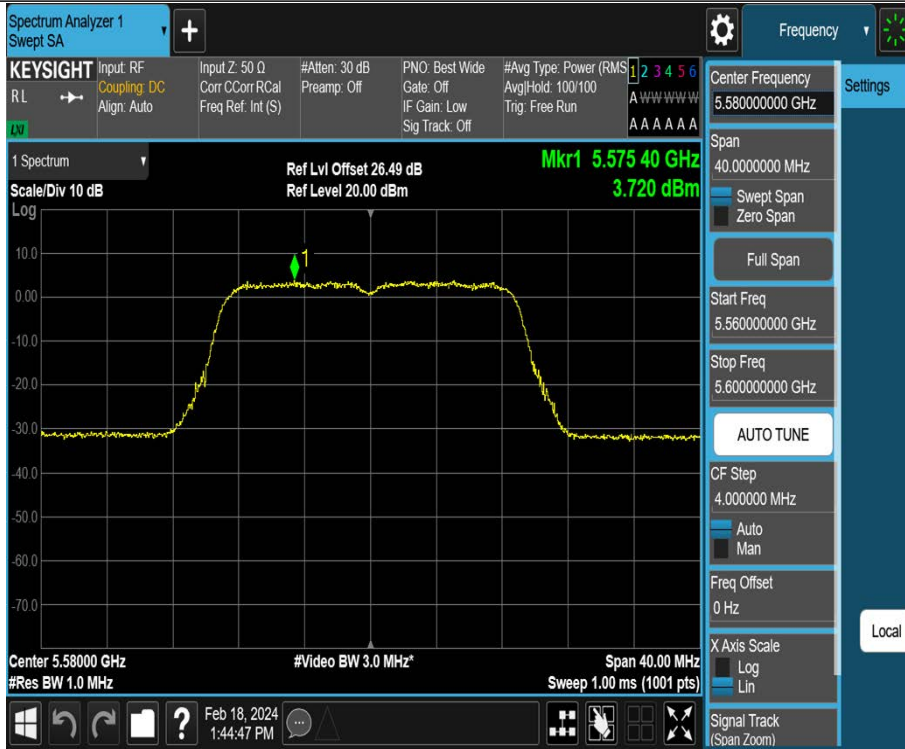 Spectrum Analyzer 1
Swept SA
+
Frequency
KEYSIGHT
R L
LXI
Input: RF
Coupling: DC
Align: Auto
Input Z: 50 Ω
Corr CCorr RCal
Freq Ref: Int (S)
#Atten: 30 dB
Preamp: Off
PNO: Best Wide
Gate: Off
IF Gain: Low
Sig Track: Off
#Avg Type: Power (RMS
Avg|Hold: 100/100
Trig: Free Run
1 2 3 4 5 6
A W W W W W
A A A A A A
1 Spectrum
Scale/Div 10 dB
Log
Ref Lvl Offset 26.49 dB
Ref Level 20.00 dBm
Mkr1 5.575 40 GHz
3.720 dBm
1
10.0
0.00
-10.0
-20.0
-30.0
-40.0
-50.0
-60.0
-70.0
Center 5.58000 GHz
#Res BW 1.0 MHz
#Video BW 3.0 MHz*
Span 40.00 MHz
Sweep 1.00 ms (1001 pts)
Feb 18, 2024
1:44:47 PM
?
Center Frequency
5.580000000 GHz
Settings
Span
40.0000000 MHz
Swept Span
Zero Span
Full Span
Start Freq
5.560000000 GHz
Stop Freq
5.600000000 GHz
AUTO TUNE
CF Step
4.000000 MHz
Auto
Man
Freq Offset
0 Hz
Local
X Axis Scale
Log
Lin
Signal Track
(Span Zoom)